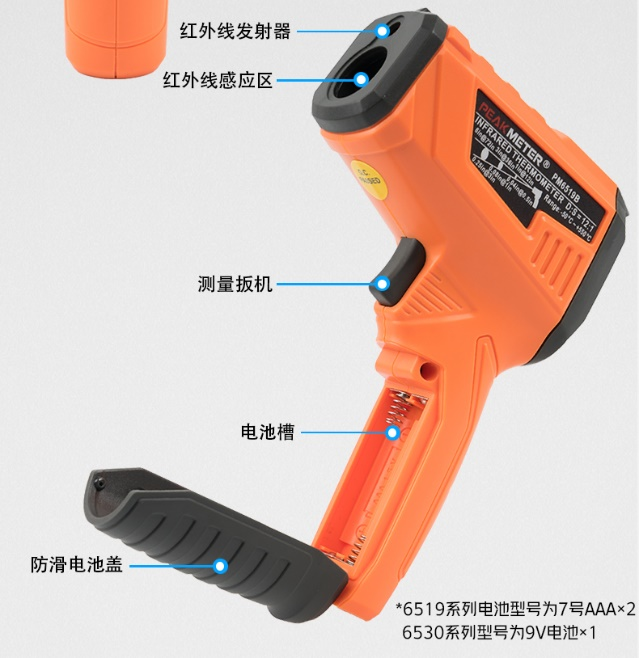 红外线发射器
红外线感应区
PEAKMETER®
PM6519B
INFRARED THERMOMETER D:S=12:1
Range: -50°C~+550°C
测量扳机
电池槽
防滑电池盖
*6519系列电池型号为7号AAA×2
6530系列型号为9V电池×1